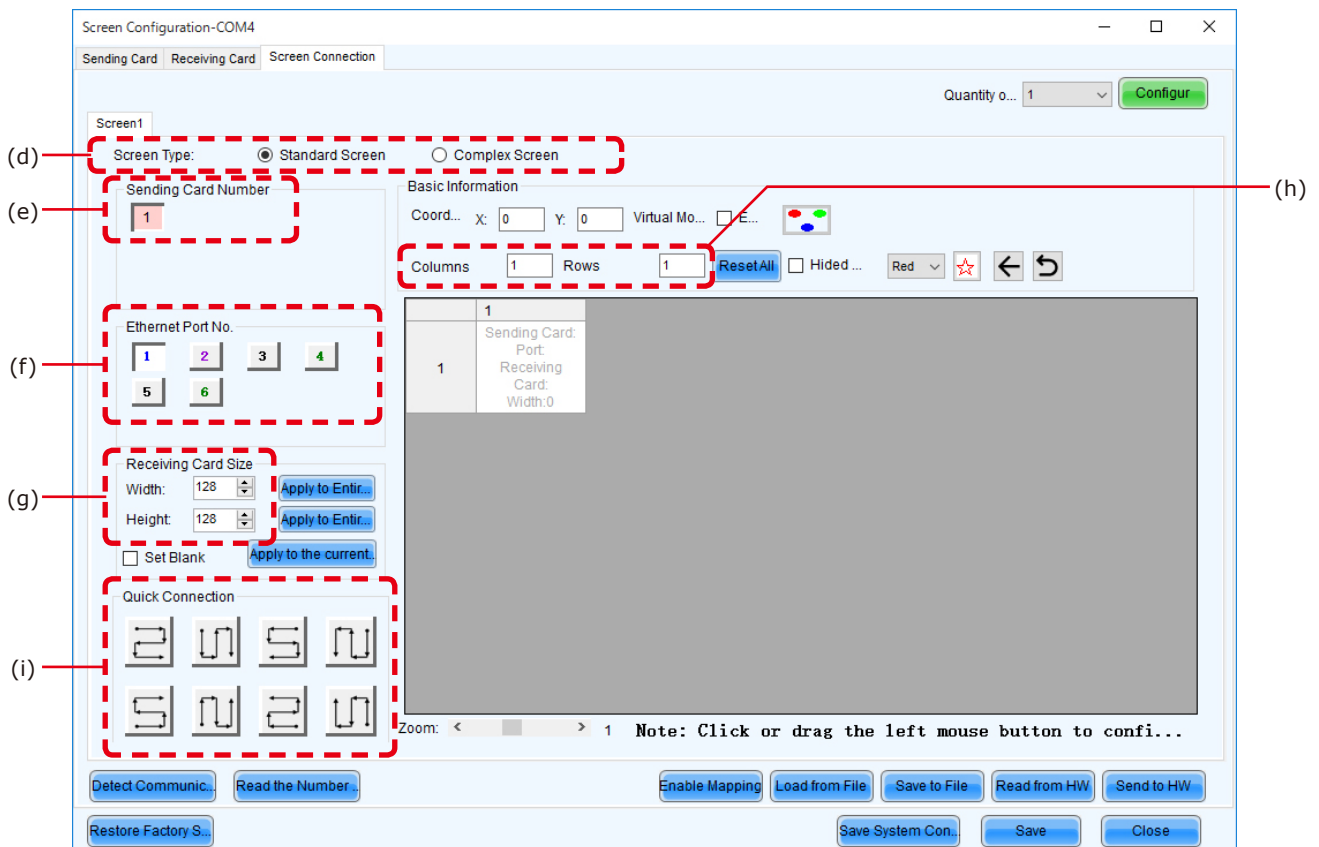 Screen Configuration-COM4
Sending Card Receiving Card Screen Connection
Quantity o... 1 Configur
Screen1
(d) Screen Type: Standard Screen Complex Screen
(e) Sending Card Number
1
Basic Information
Coord... X: 0 Y: 0 Virtual Mo... E...
(h)
Columns 1 Rows 1 Reset All Hided ... Red
(f) Ethernet Port No.
1 2 3 4
5 6
1
1
Sending Card:
Port:
Receiving
Card:
Width:0
(g) Receiving Card Size
Width: 128 Apply to Entir...
Height: 128 Apply to Entir...
Set Blank Apply to the current.
(i) Quick Connection
Zoom: 1 Note: Click or drag the left mouse button to confi...
Detect Communic... Read the Number .. Enable Mapping Load from File Save to File Read from HW Send to HW
Restore Factory S... Save System Con.. Save Close